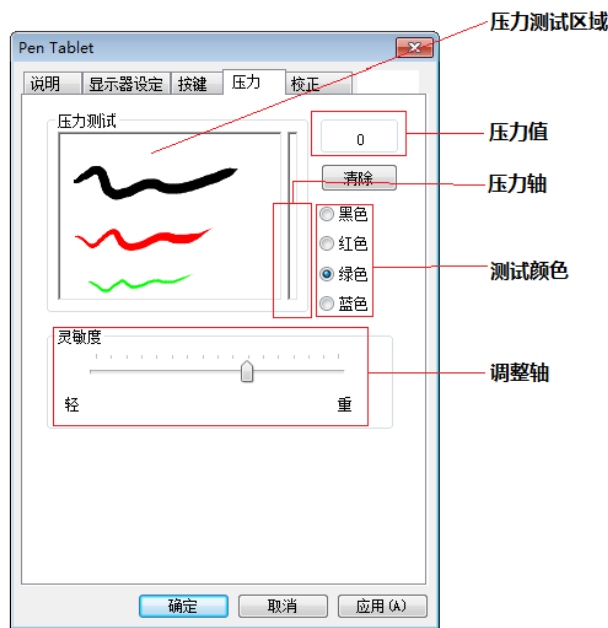 压力测试区域
Pen Tablet
说明 显示器设定 按键 压力 校正
压力测试
0
压力值
清除
压力轴
黑色
红色
绿色
测试颜色
蓝色
灵敏度
调整轴
轻 重
确定 取消 应用(A)